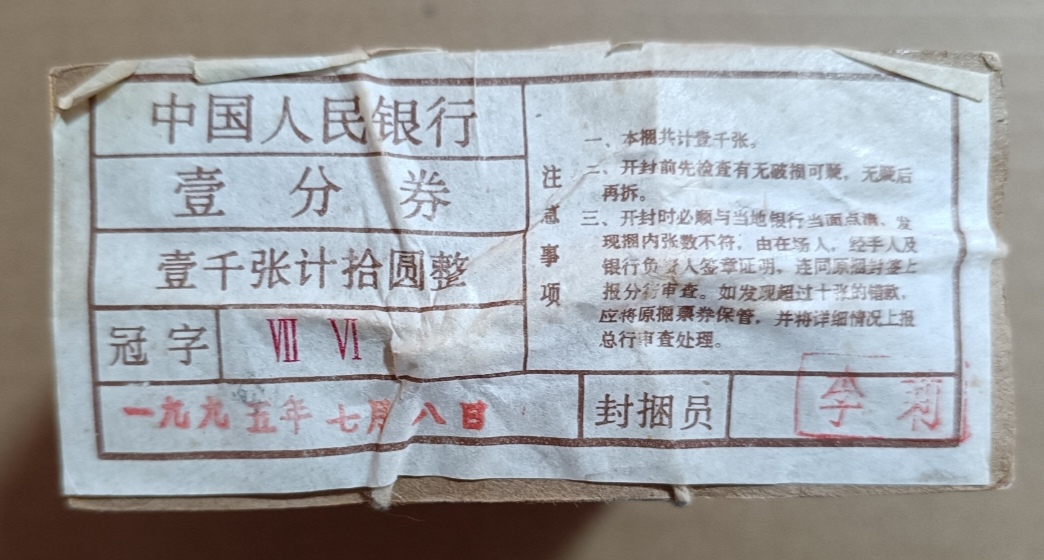 中国人民银行
壹分券
壹千张计拾圆整
冠字 Ⅶ Ⅵ
一九九五年七月八日
注意事项
一、本捆共计壹千张。
二、开封前先检查有无破损可疑，无疑后
再拆。
三、开封时必须与当地银行当面点清，发
现捆内张数不符，由在场人，经手人及
银行负责人签章证明，连同原捆封签上
报分行审查。如发现超过十张的错款，
应将原捆票券保管，并将详细情况上报
总行审查处理。
封捆员 李莉